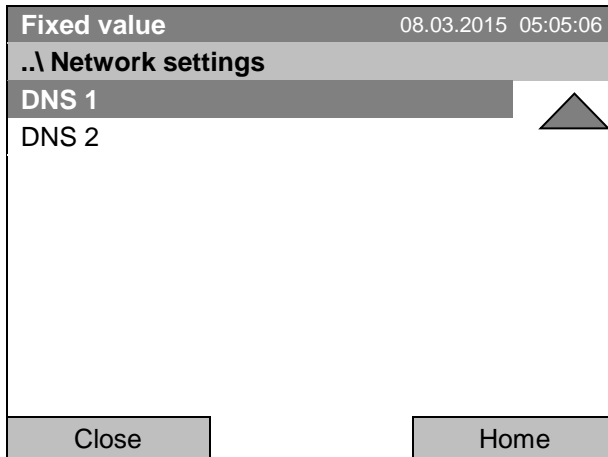 Fixed value 08.03.2015 05:05:06
..\ Network settings
DNS 1
DNS 2
Close Home